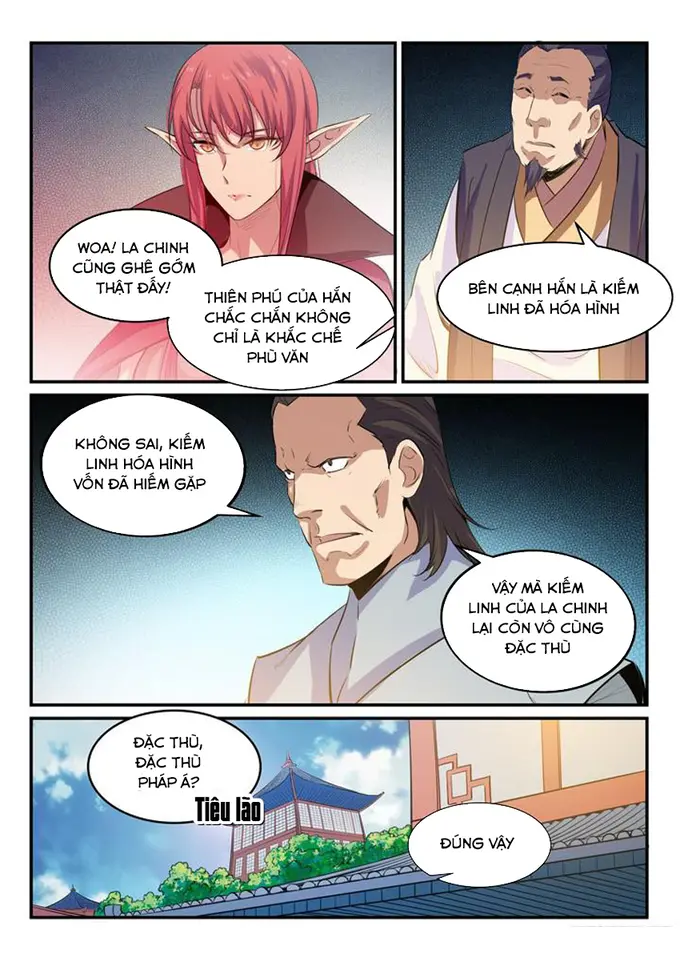 WOA! LA CHINH
CŨNG GHÊ GỚM
THẬT ĐẤY!
THIÊN PHÚ CỦA HẮN
CHẮC CHẮN KHÔNG
CHỈ LÀ KHẮC CHẾ
PHÙ VĂN
BÊN CẠNH HẮN LÀ KIẾM
LINH ĐÃ HÓA HÌNH
KHÔNG SAI, KIẾM
LINH HÓA HÌNH
VỐN ĐÃ HIẾM GẶP
VẬY MÀ KIẾM
LINH CỦA LA CHINH
LẠI CÒN VÔ CÙNG
ĐẶC THÙ
ĐẶC THÙ,
ĐẶC THÙ
PHÁP Á?
Tiêu lão
ĐÚNG VẬY